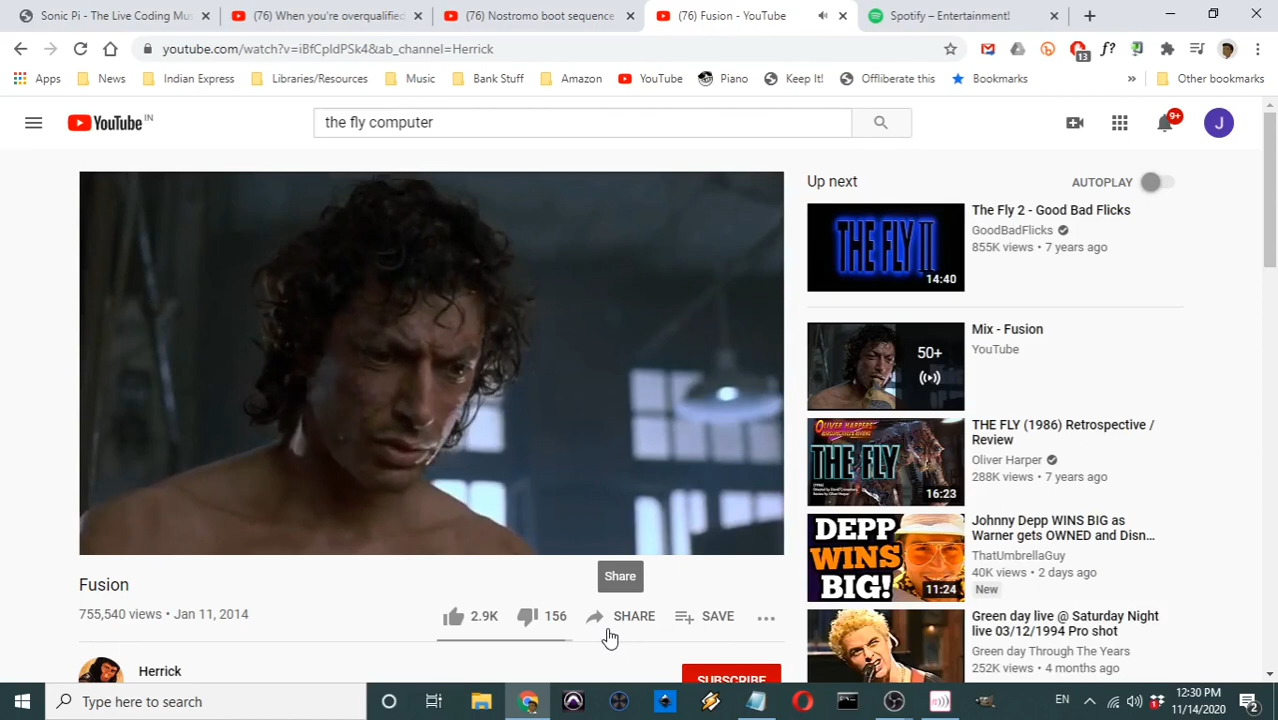 Sonic Pi - The Live Coding Mus
(76) When you're overqualified
(76) Nostromo boot sequence
(76) Fusion - YouTube
Spotify – Entertainment!
youtube.com/watch?v=iBfCpIdPSk4&ab_channel=Herrick
13
f?
Apps
News
Indian Express
Libraries/Resources
Music
Bank Stuff
Amazon
YouTube
Piano
Keep It!
Offliberate this
Bookmarks
»
Other bookmarks
YouTube IN
the fly computer
9+
J
Up next
AUTOPLAY
THE FLY II
14:40
The Fly 2 - Good Bad Flicks
GoodBadFlicks
855K views • 7 years ago
50+
Mix - Fusion
YouTube
OLIVER HARPER'S
RETROSPECTIVES & REVIEWS
THE FLY
16:23
THE FLY (1986) Retrospective /
Review
Oliver Harper
288K views • 7 years ago
DEPP
WINS
BIG!
11:24
Johnny Depp WINS BIG as
Warner gets OWNED and Disn...
ThatUmbrellaGuy
40K views • 2 days ago
New
Green day live @ Saturday Night
live 03/12/1994 Pro shot
Green day Through The Years
252K views • 4 months ago
Share
Fusion
755,540 views • Jan 11, 2014
2.9K
156
SHARE
SAVE
Herrick
SUBSCRIBE
Type here to search
EN
12:30 PM
11/14/2020
2